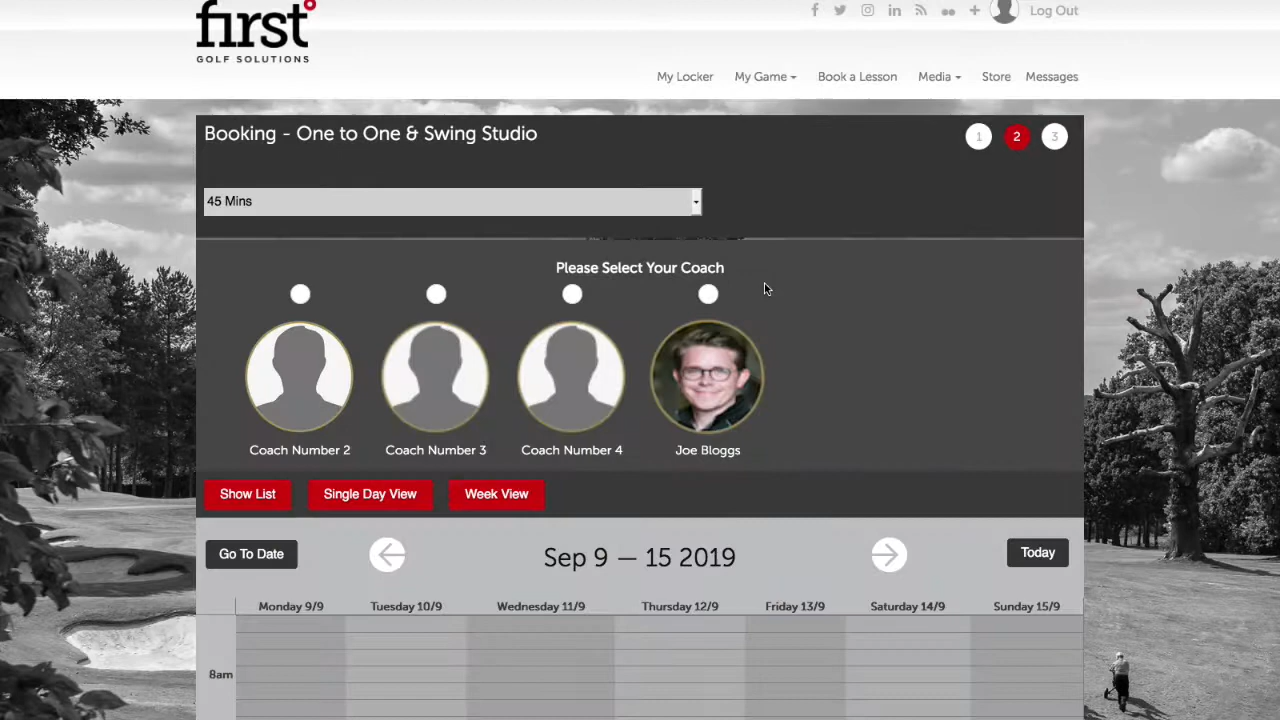 first°
GOLF SOLUTIONS
Log Out
My Locker My Game Book a Lesson Media Store Messages
Booking - One to One & Swing Studio
1 2 3
45 Mins
Please Select Your Coach
Coach Number 2 Coach Number 3 Coach Number 4 Joe Bloggs
Show List Single Day View Week View
Go To Date Sep 9 — 15 2019 Today
Monday 9/9 Tuesday 10/9 Wednesday 11/9 Thursday 12/9 Friday 13/9 Saturday 14/9 Sunday 15/9
8am